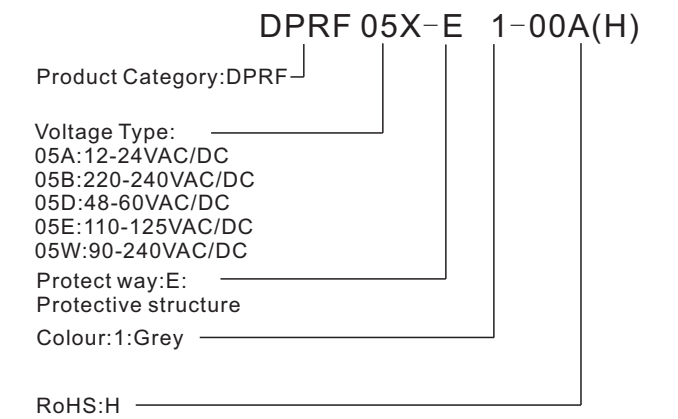 DPRF 05X-E 1-00A(H)
Product Category:DPRF
Voltage Type:
05A:12-24VAC/DC
05B:220-240VAC/DC
05D:48-60VAC/DC
05E:110-125VAC/DC
05W:90-240VAC/DC
Protect way:E:
Protective structure
Colour:1:Grey
RoHS:H